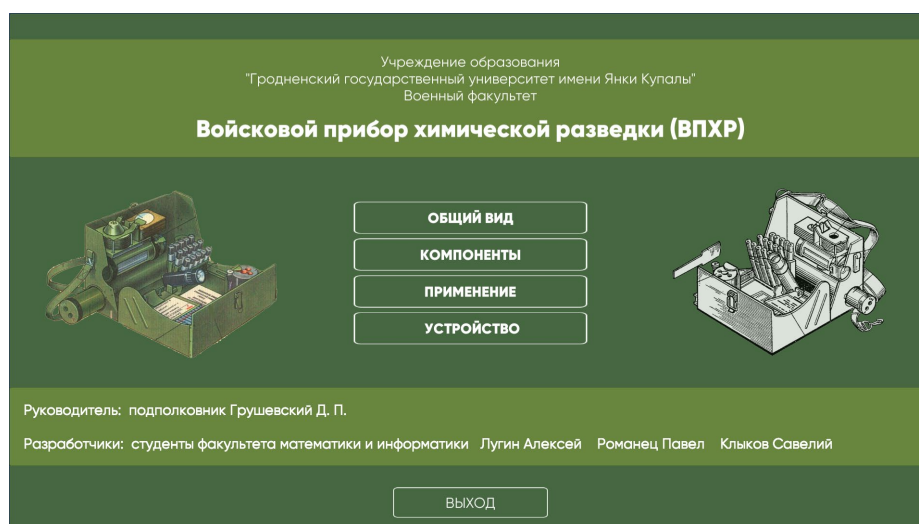 Учреждение образования
"Гродненский государственный университет имени Янки Купалы"
Военный факультет
Войсковой прибор химической разведки (ВПХР)
ОБЩИЙ ВИД
КОМПОНЕНТЫ
ПРИМЕНЕНИЕ
УСТРОЙСТВО
Руководитель: подполковник Грушевский Д. П.
Разработчики: студенты факультета математики и информатики Лугин Алексей Романец Павел Клыков Савелий
ВЫХОД